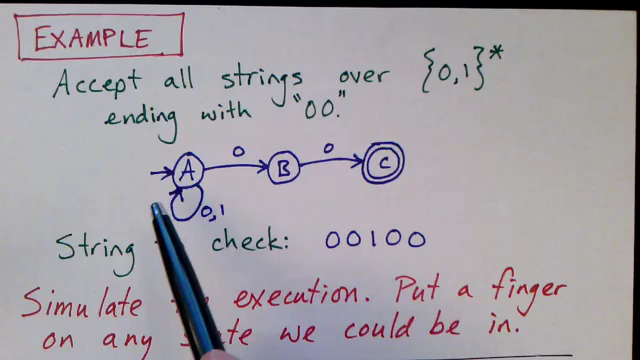 EXAMPLE
Accept all strings over {0,1}*
ending with "00."
0 0
A B C
0,1
String check: 00100
Simulate execution. Put a finger
on any we could be in.